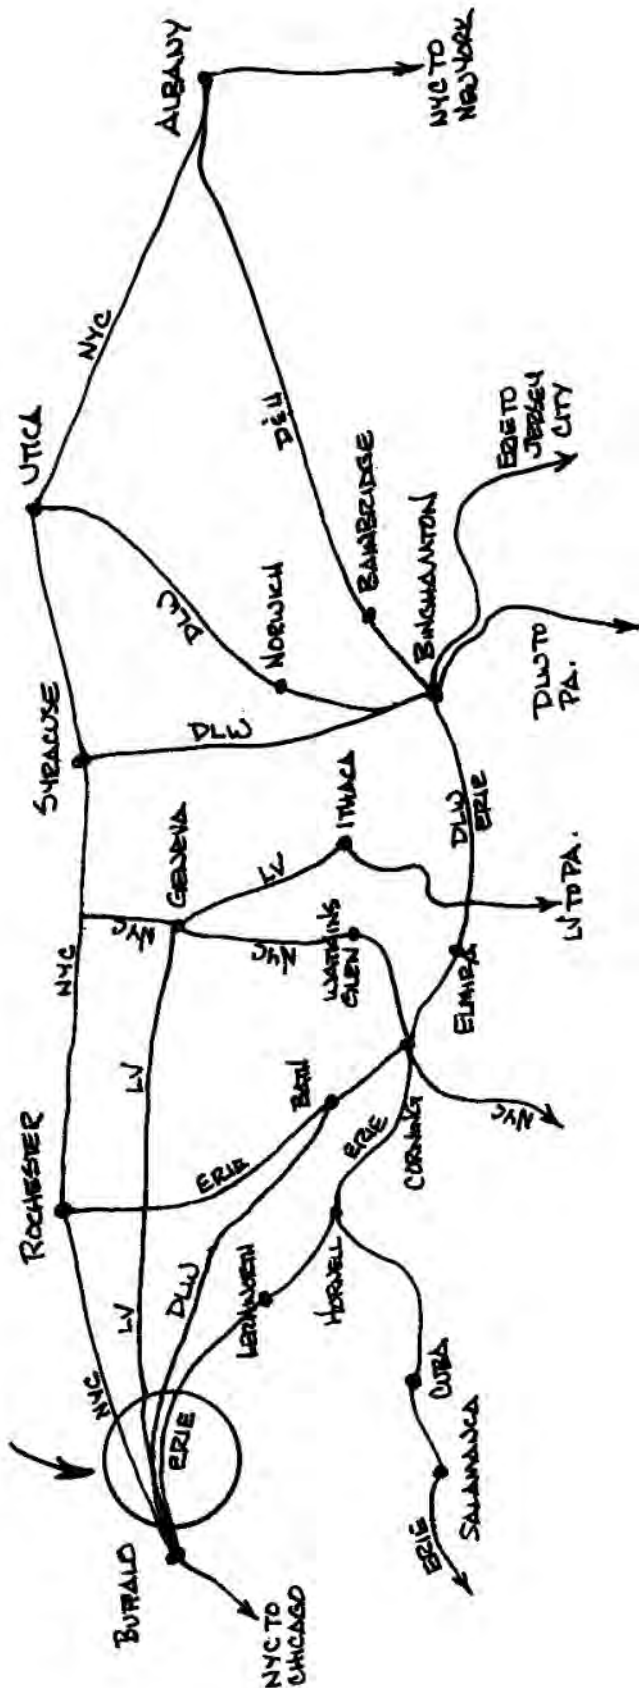 ALBANY
NYC TO
NEW YORK
NYC
UTICA
D&H
BAINBRIDGE
BINGHAMTON
ERIE TO
JERSEY
CITY
DLW TO
PA.
DLW
NORWICH
DLW
SYRACUSE
DLW
ERIE
ITHACA
LV TO PA.
LV
GENEVA
NYC
NYC
WATKINS
GLEN
ELMIRA
NYC
LV
BATH
CORNING
NYC
ERIE
ERIE
ROCHESTER
HORNELL
LETCHWORTH
DLW
LV
NYC
ERIE
CUBA
SALAMANCA
ERIE
BUFFALO
NYC TO
CHICAGO